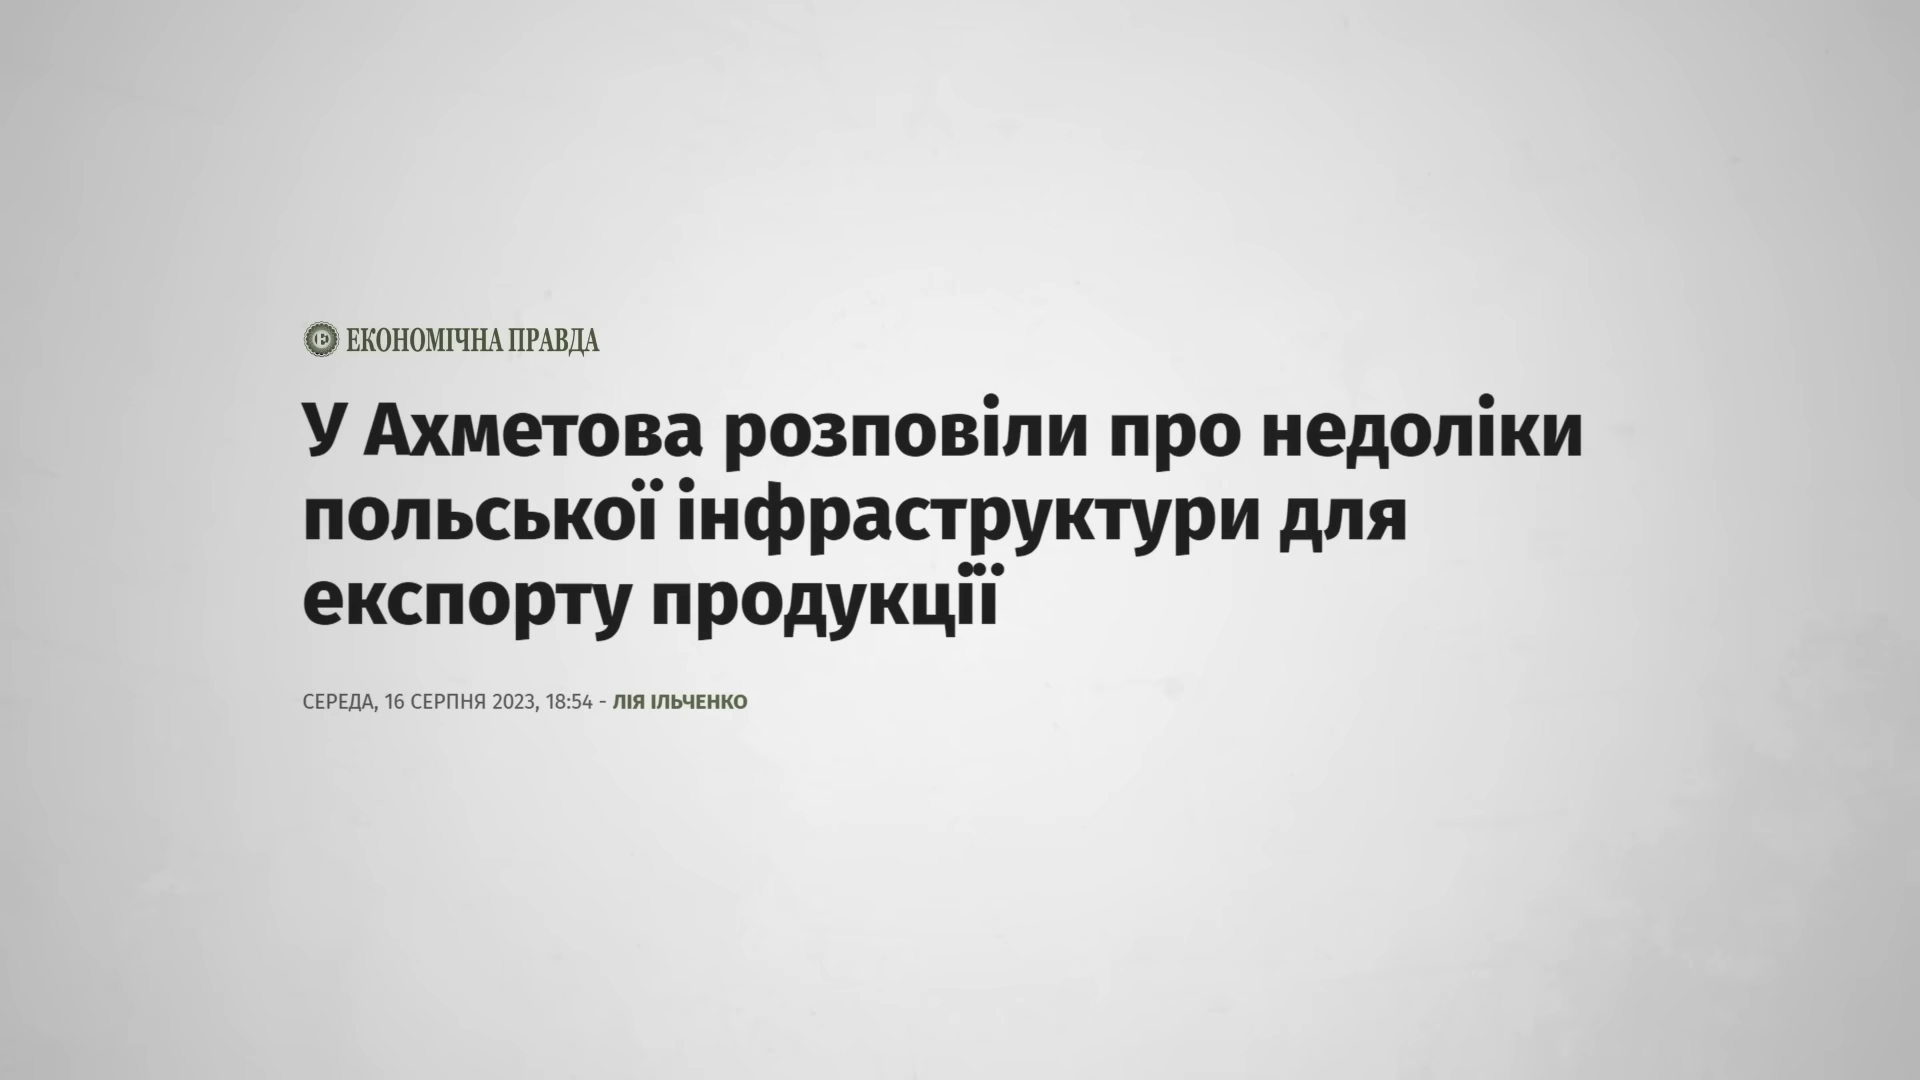 ЕКОНОМІЧНА ПРАВДА
У Ахметова розповіли про недоліки
польської інфраструктури для
експорту продукції
СЕРЕДА, 16 СЕРПНЯ 2023, 18:54 - ЛІЯ ІЛЬЧЕНКО